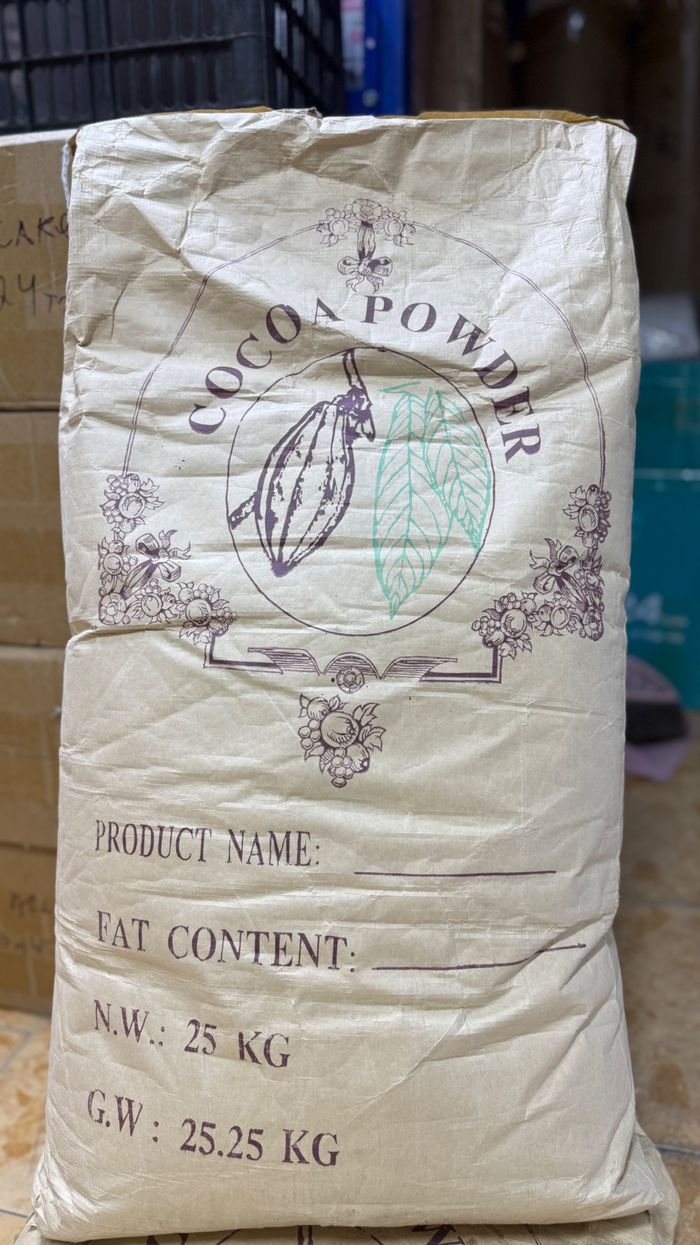 COCOA POWDER
PRODUCT NAME:
FAT CONTENT:
N.W.: 25 KG
G.W : 25.25 KG